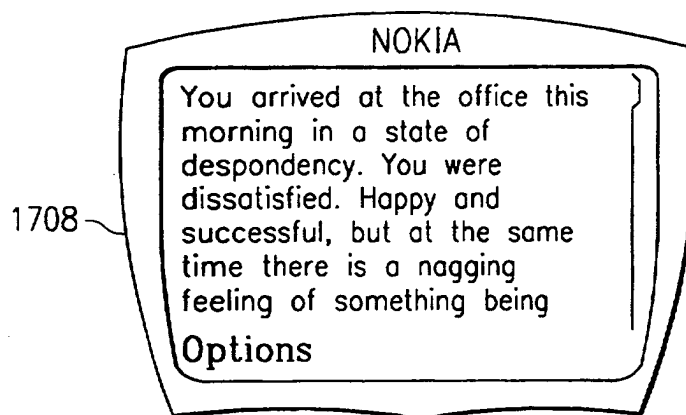 NOKIA
You arrived at the office this
morning in a state of
despondency. You were
dissatisfied. Happy and
successful, but at the same
time there is a nagging
feeling of something being
Options
1708